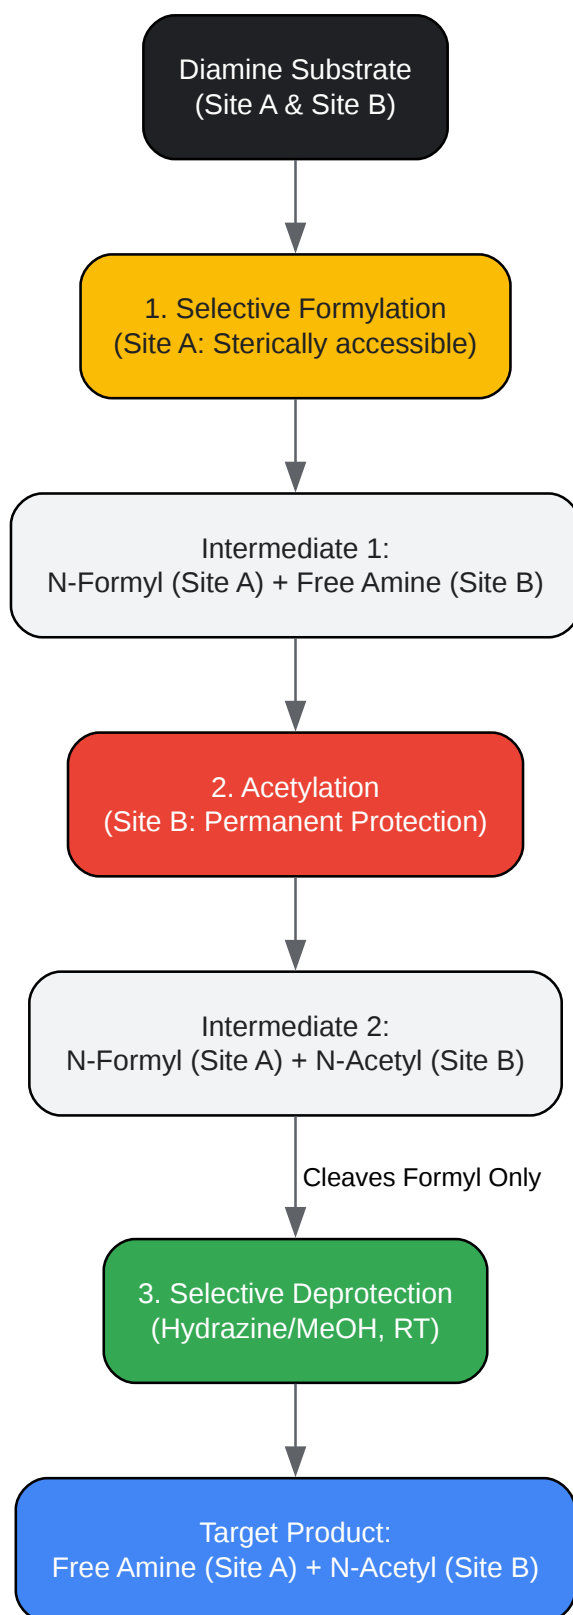 Diamine Substrate
(Site A & Site B)
1. Selective Formylation
(Site A: Sterically accessible)
Intermediate 1:
N-Formyl (Site A) + Free Amine (Site B)
2. Acetylation
(Site B: Permanent Protection)
Intermediate 2:
N-Formyl (Site A) + N-Acetyl (Site B)
Cleaves Formyl Only
3. Selective Deprotection
(Hydrazine/MeOH, RT)
Target Product:
Free Amine (Site A) + N-Acetyl (Site B)